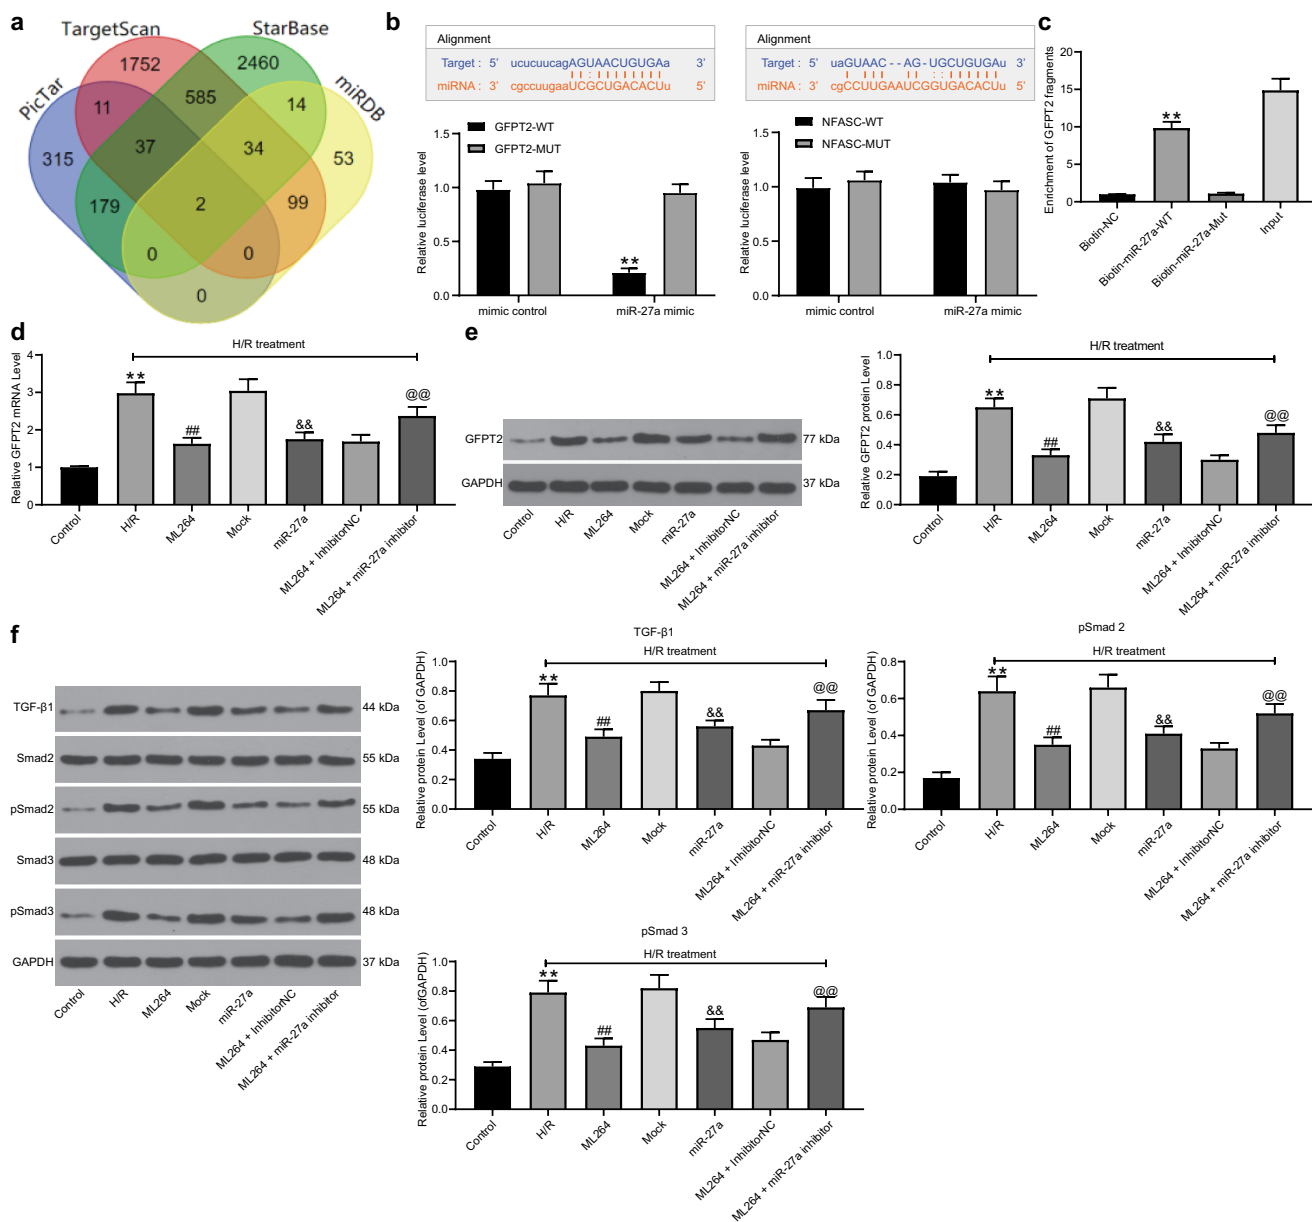 a
TargetScan
StarBase
PicTar
miRDB
1752
2460
11
585
14
315
37
34
53
179
2
99
0
0
0
b
Alignment
Target : 5' ucucuucagAGUAACUGUGAa 3'
miRNA : 3' cgccuugaaUCGCUGACACUu 5'
Alignment
Target : 5' uaGUAAC - - AG - UGCUGUGAu 3'
miRNA : 3' cgCCUUGAAUCGGUGACACUu 5'
GFPT2-WT
GFPT2-MUT
Relative luciferase level
1.5
1.0
0.5
0.0
**
mimic control
miR-27a mimic
NFASC-WT
NFASC-MUT
Relative luciferase level
1.5
1.0
0.5
0.0
mimic control
miR-27a mimic
c
Enrichment of GFPT2 fragments
20
15
10
5
0
**
Biotin-NC
Biotin-miR-27a-WT
Biotin-miR-27a-Mut
Input
d
H/R treatment
Relative GFPT2 mRNA Level
4
3
2
1
0
**
##
&&
@@
Control
H/R
ML264
Mock
miR-27a
ML264 + InhibitorNC
ML264 + miR-27a inhibitor
e
GFPT2
77 kDa
GAPDH
37 kDa
Control
H/R
ML264
Mock
miR-27a
ML264 + InhibitorNC
ML264 + miR-27a inhibitor
H/R treatment
Relative GFPT2 protein Level
1.0
0.8
0.6
0.4
0.2
0.0
**
##
&&
@@
Control
H/R
ML264
Mock
miR-27a
ML264 + InhibitorNC
ML264 + miR-27a inhibitor
f
TGF-β1
44 kDa
Smad2
55 kDa
pSmad2
55 kDa
Smad3
48 kDa
pSmad3
48 kDa
GAPDH
37 kDa
Control
H/R
ML264
Mock
miR-27a
ML264 + InhibitorNC
ML264 + miR-27a inhibitor
TGF-β1
H/R treatment
Relative protein Level (of GAPDH)
1.0
0.8
0.6
0.4
0.2
0.0
**
##
&&
@@
Control
H/R
ML264
Mock
miR-27a
ML264 + InhibitorNC
ML264 + miR-27a inhibitor
pSmad 2
H/R treatment
Relative protein Level (of GAPDH)
0.8
0.6
0.4
0.2
0.0
**
##
&&
@@
Control
H/R
ML264
Mock
miR-27a
ML264 + InhibitorNC
ML264 + miR-27a inhibitor
pSmad 3
H/R treatment
Relative protein Level (ofGAPDH)
1.0
0.8
0.6
0.4
0.2
0.0
**
##
&&
@@
Control
H/R
ML264
Mock
miR-27a
ML264 + InhibitorNC
ML264 + miR-27a inhibitor